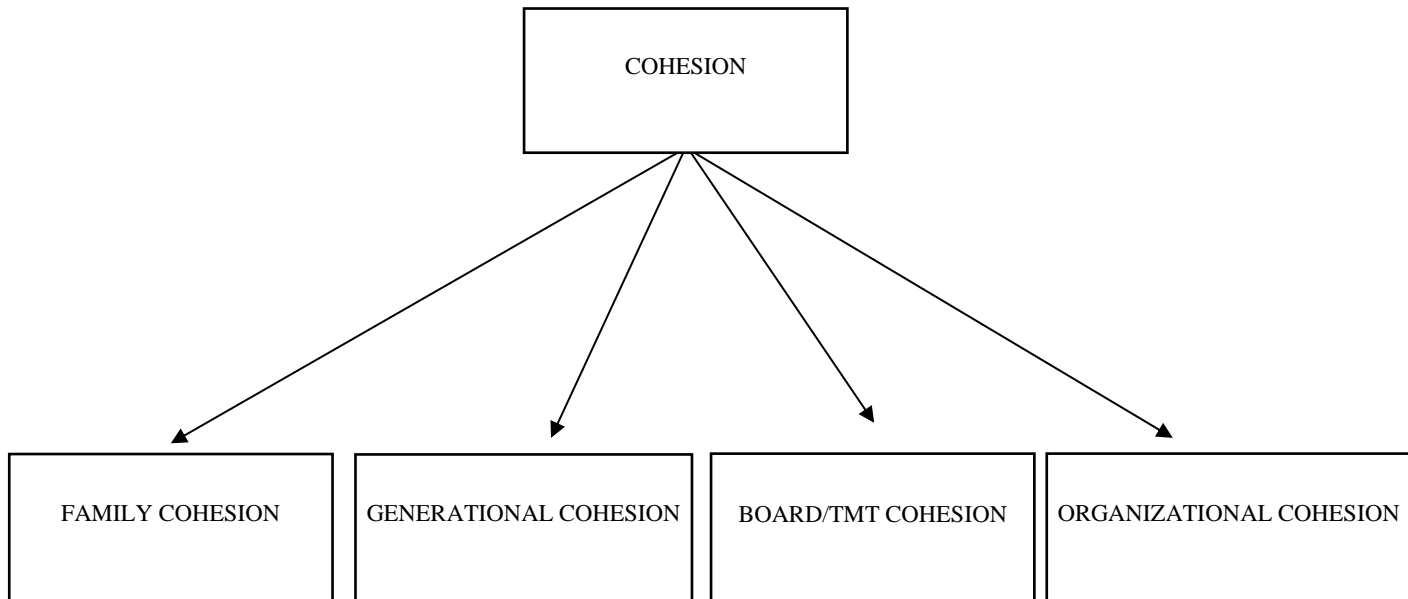 COHESION
FAMILY COHESION
GENERATIONAL COHESION
BOARD/TMT COHESION
ORGANIZATIONAL COHESION